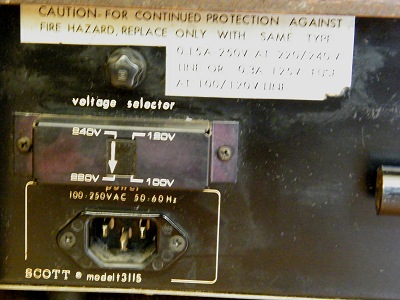 CAUTION-FOR CONTINUED PROTECTION AGAINST
FIRE HAZARD, REPLACE ONLY WITH SAME TYPE
0.15A 250V AT 220/240V
LINE OR 0.3A 125V FUSE
AT 100/120V LINE
voltage selector
240V 120V
220V 100V
power
100-250VAC 50-60Hz
SCOTT ® model t311S